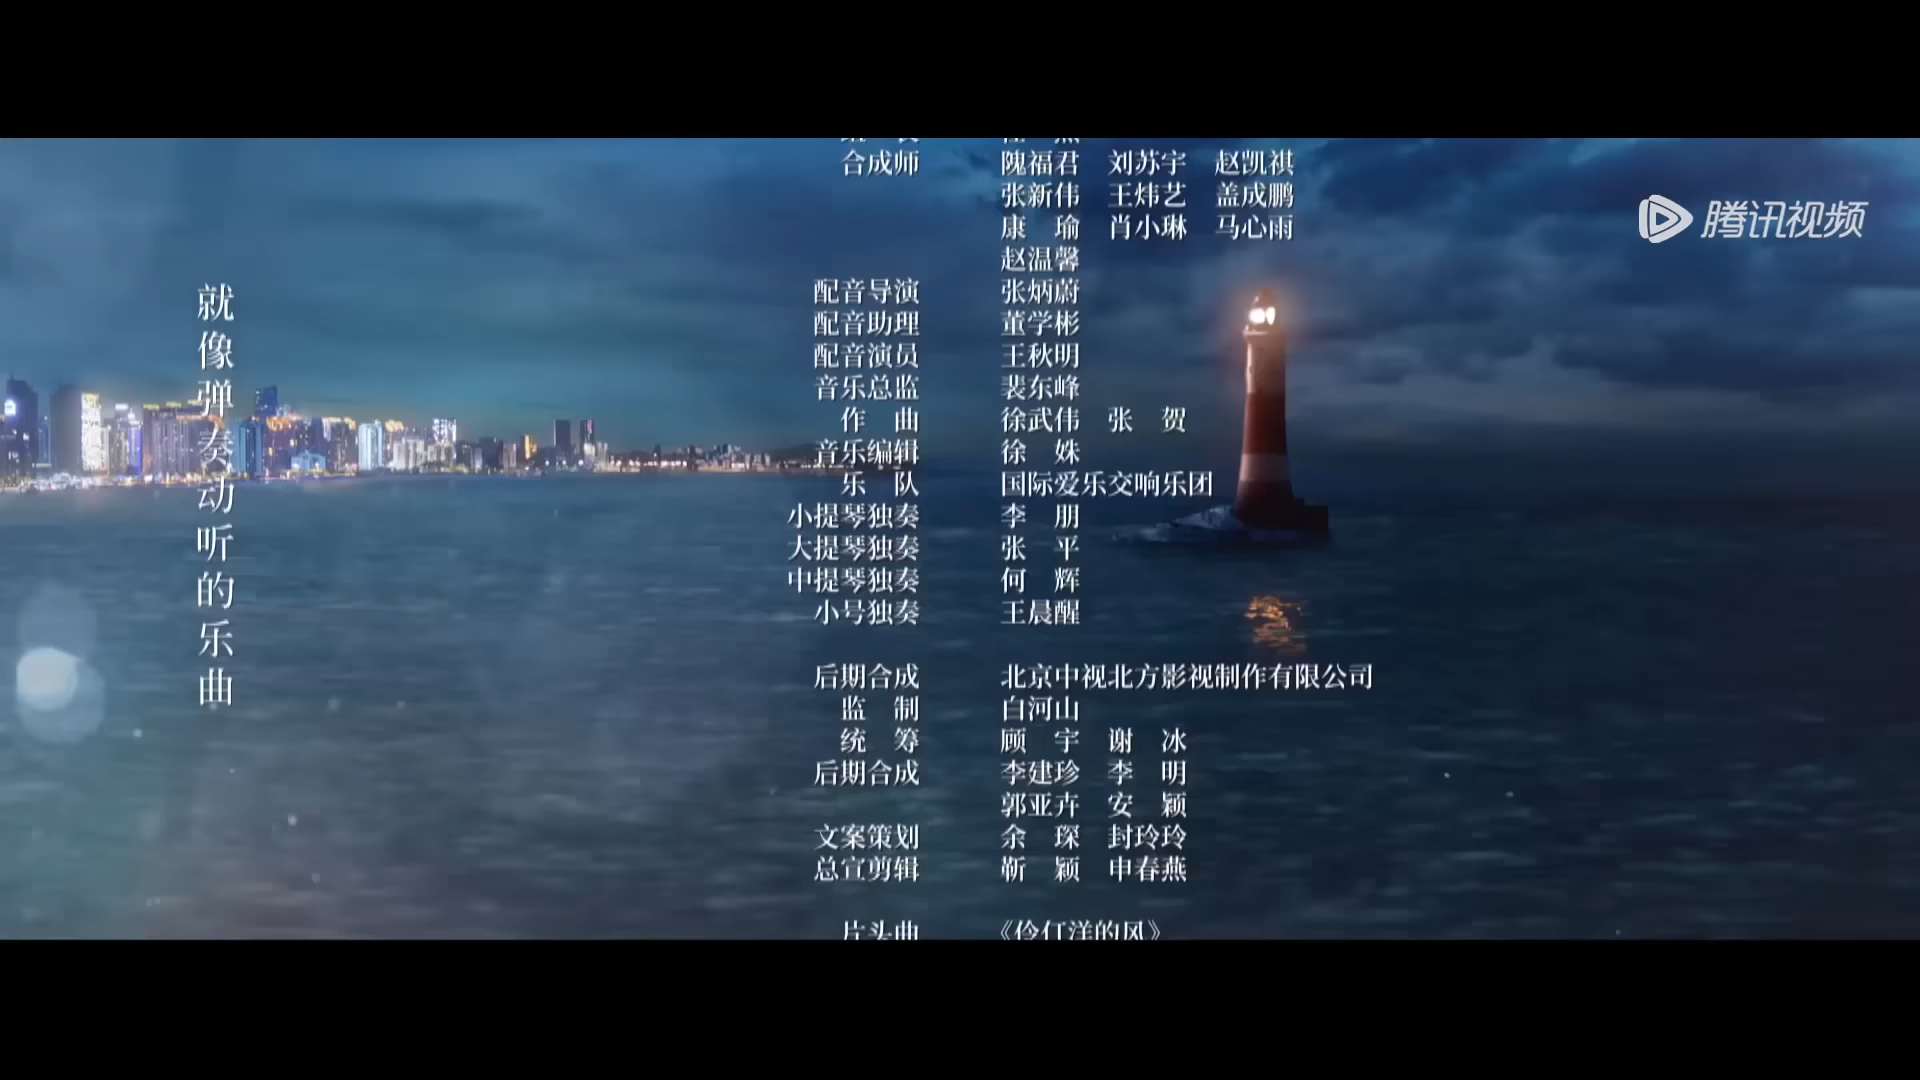 合成师 隗福君 刘苏宇 赵凯祺
张新伟 王炜艺 盖成鹏
康 瑜 肖小琳 马心雨
赵温馨
配音导演 张炳蔚
配音助理 董学彬
配音演员 王秋明
音乐总监 裴东峰
作 曲 徐武伟 张 贺
音乐编辑 徐 姝
乐 队 国际爱乐交响乐团
小提琴独奏 李 朋
大提琴独奏 张 平
中提琴独奏 何 辉
小号独奏 王晨醒
后期合成 北京中视北方影视制作有限公司
监 制 白河山
统 筹 顾 宇 谢 冰
后期合成 李建珍 李 明
郭亚卉 安 颖
文案策划 余 琛 封玲玲
总宣剪辑 靳 颖 申春燕
片头曲 《伶仃洋的风》
就像弹奏动听的乐曲
腾讯视频